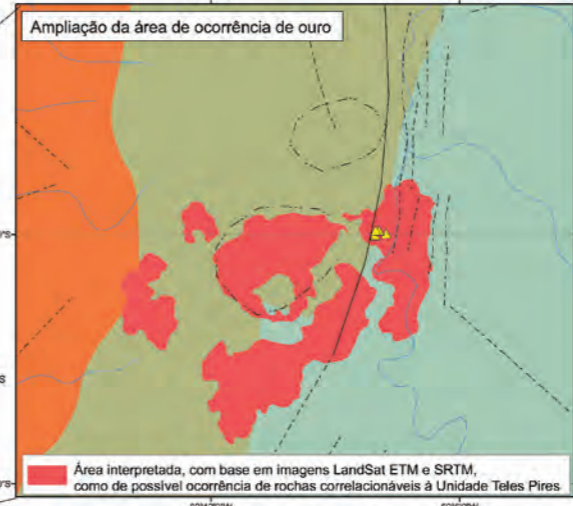 Ampliação da área de ocorrência de ouro
Área interpretada, com base em imagens LandSat ETM e SRTM,
como de possível ocorrência de rochas correlacionáveis à Unidade Teles Pires